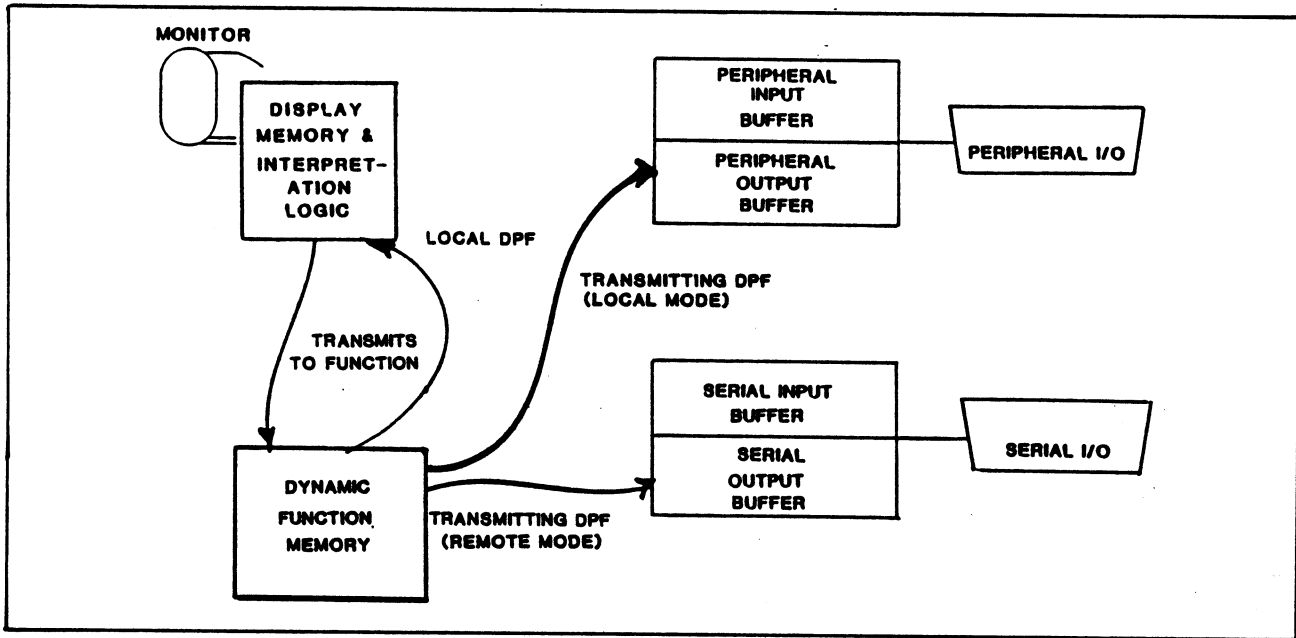 MONITOR
DISPLAY
MEMORY &
INTERPRET-
ATION
LOGIC
PERIPHERAL
INPUT
BUFFER
PERIPHERAL
OUTPUT
BUFFER
PERIPHERAL I/O
LOCAL DPF
TRANSMITTING DPF
(LOCAL MODE)
TRANSMITS
TO FUNCTION
SERIAL INPUT
BUFFER
SERIAL
OUTPUT
BUFFER
SERIAL I/O
DYNAMIC
FUNCTION
MEMORY
TRANSMITTING DPF
(REMOTE MODE)